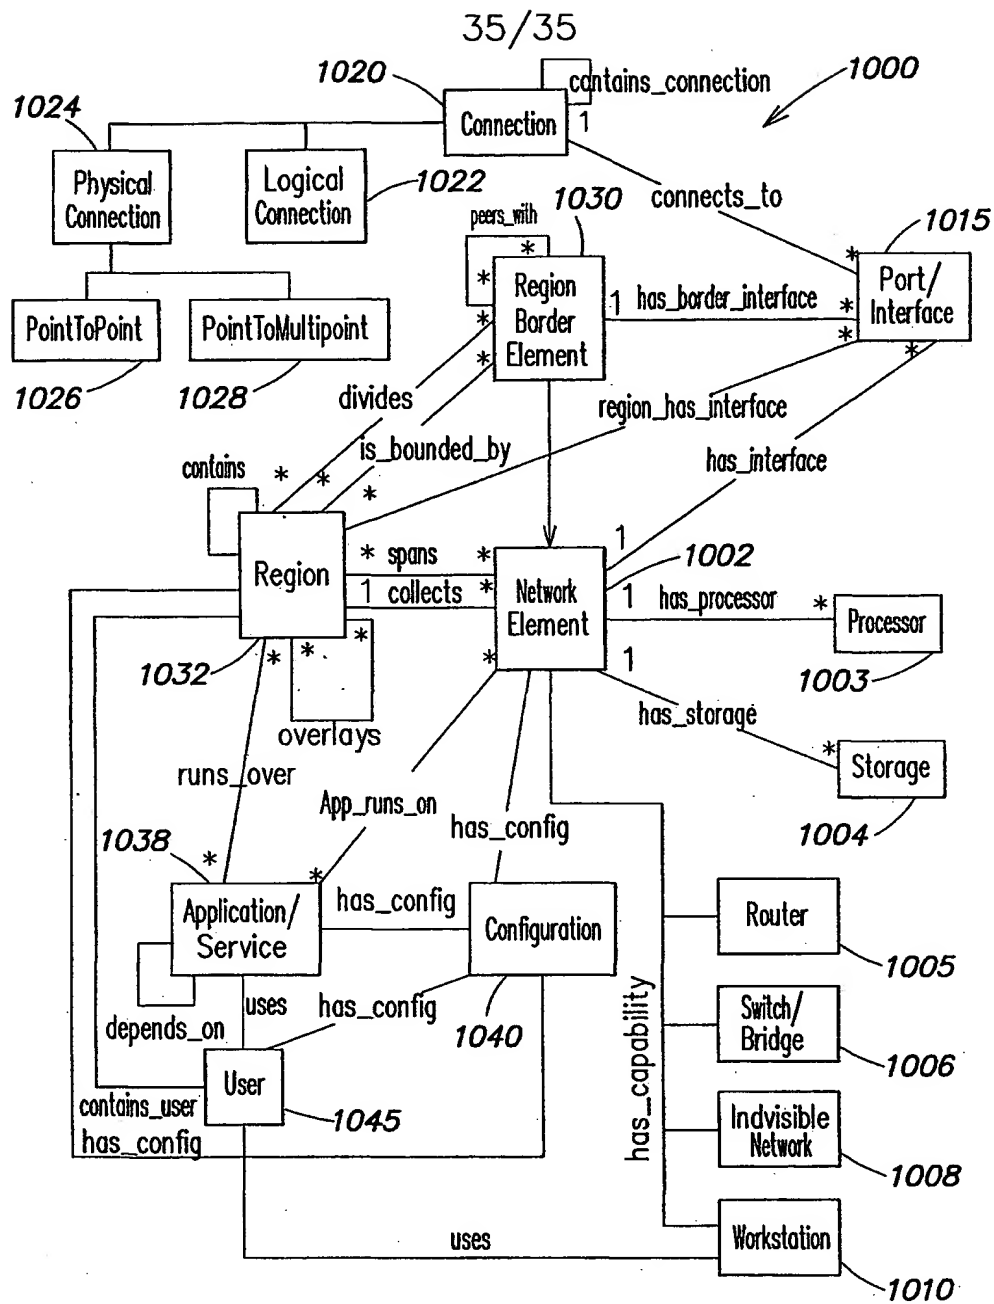 35/35
1020
contains_connection
1000
1024
Connection
1
Physical
Connection
Logical
Connection
1022
connects_to
1030
peers_with
*
*
1015
Region
Border
Element
1
has_border_interface
*
*
*
*
Port/
Interface
PointToPoint
PointToMultipoint
*
*
1026
1028
divides
is_bounded_by
region_has_interface
has_interface
contains
*
*
*
Region
* spans *
1 collects *
Network
Element
1
1002
1
has_processor
*
Processor
1003
1032
*
*
*
overlays
*
1
has_storage
*
Storage
1004
runs_over
App_runs_on
has_config
1038
*
*
Application/
Service
has_config
Configuration
Router
1005
depends_on
uses
has_config
1040
has_capability
Switch/
Bridge
1006
User
contains_user
1045
has_config
Indvisible
Network
1008
uses
Workstation
1010